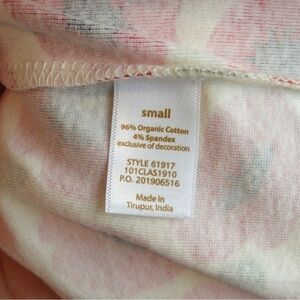 small
96% Organic Cotton
4% Spandex
exclusive of decoration
STYLE 61917
101CLAS1910
P.O. 201906516
Made In
Tirupur, India